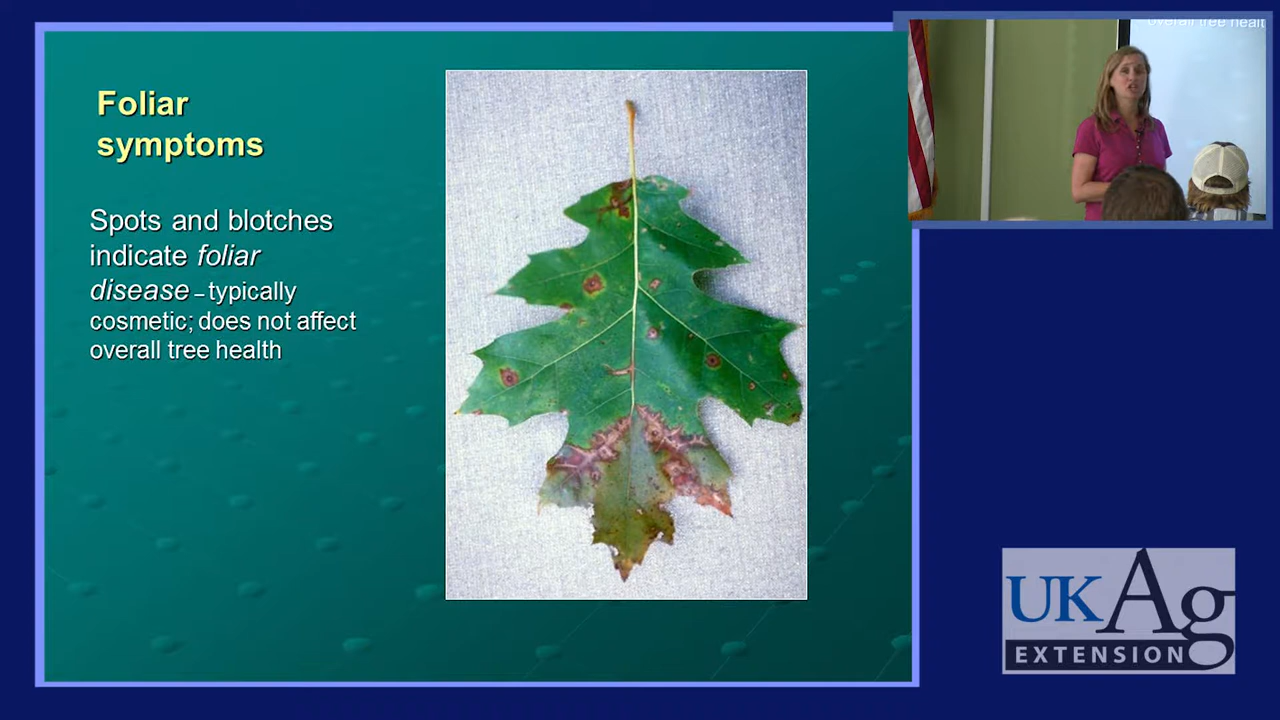 Foliar
symptoms
Spots and blotches
indicate foliar
disease – typically
cosmetic; does not affect
overall tree health
overall tree healt
UKAg
EXTENSION